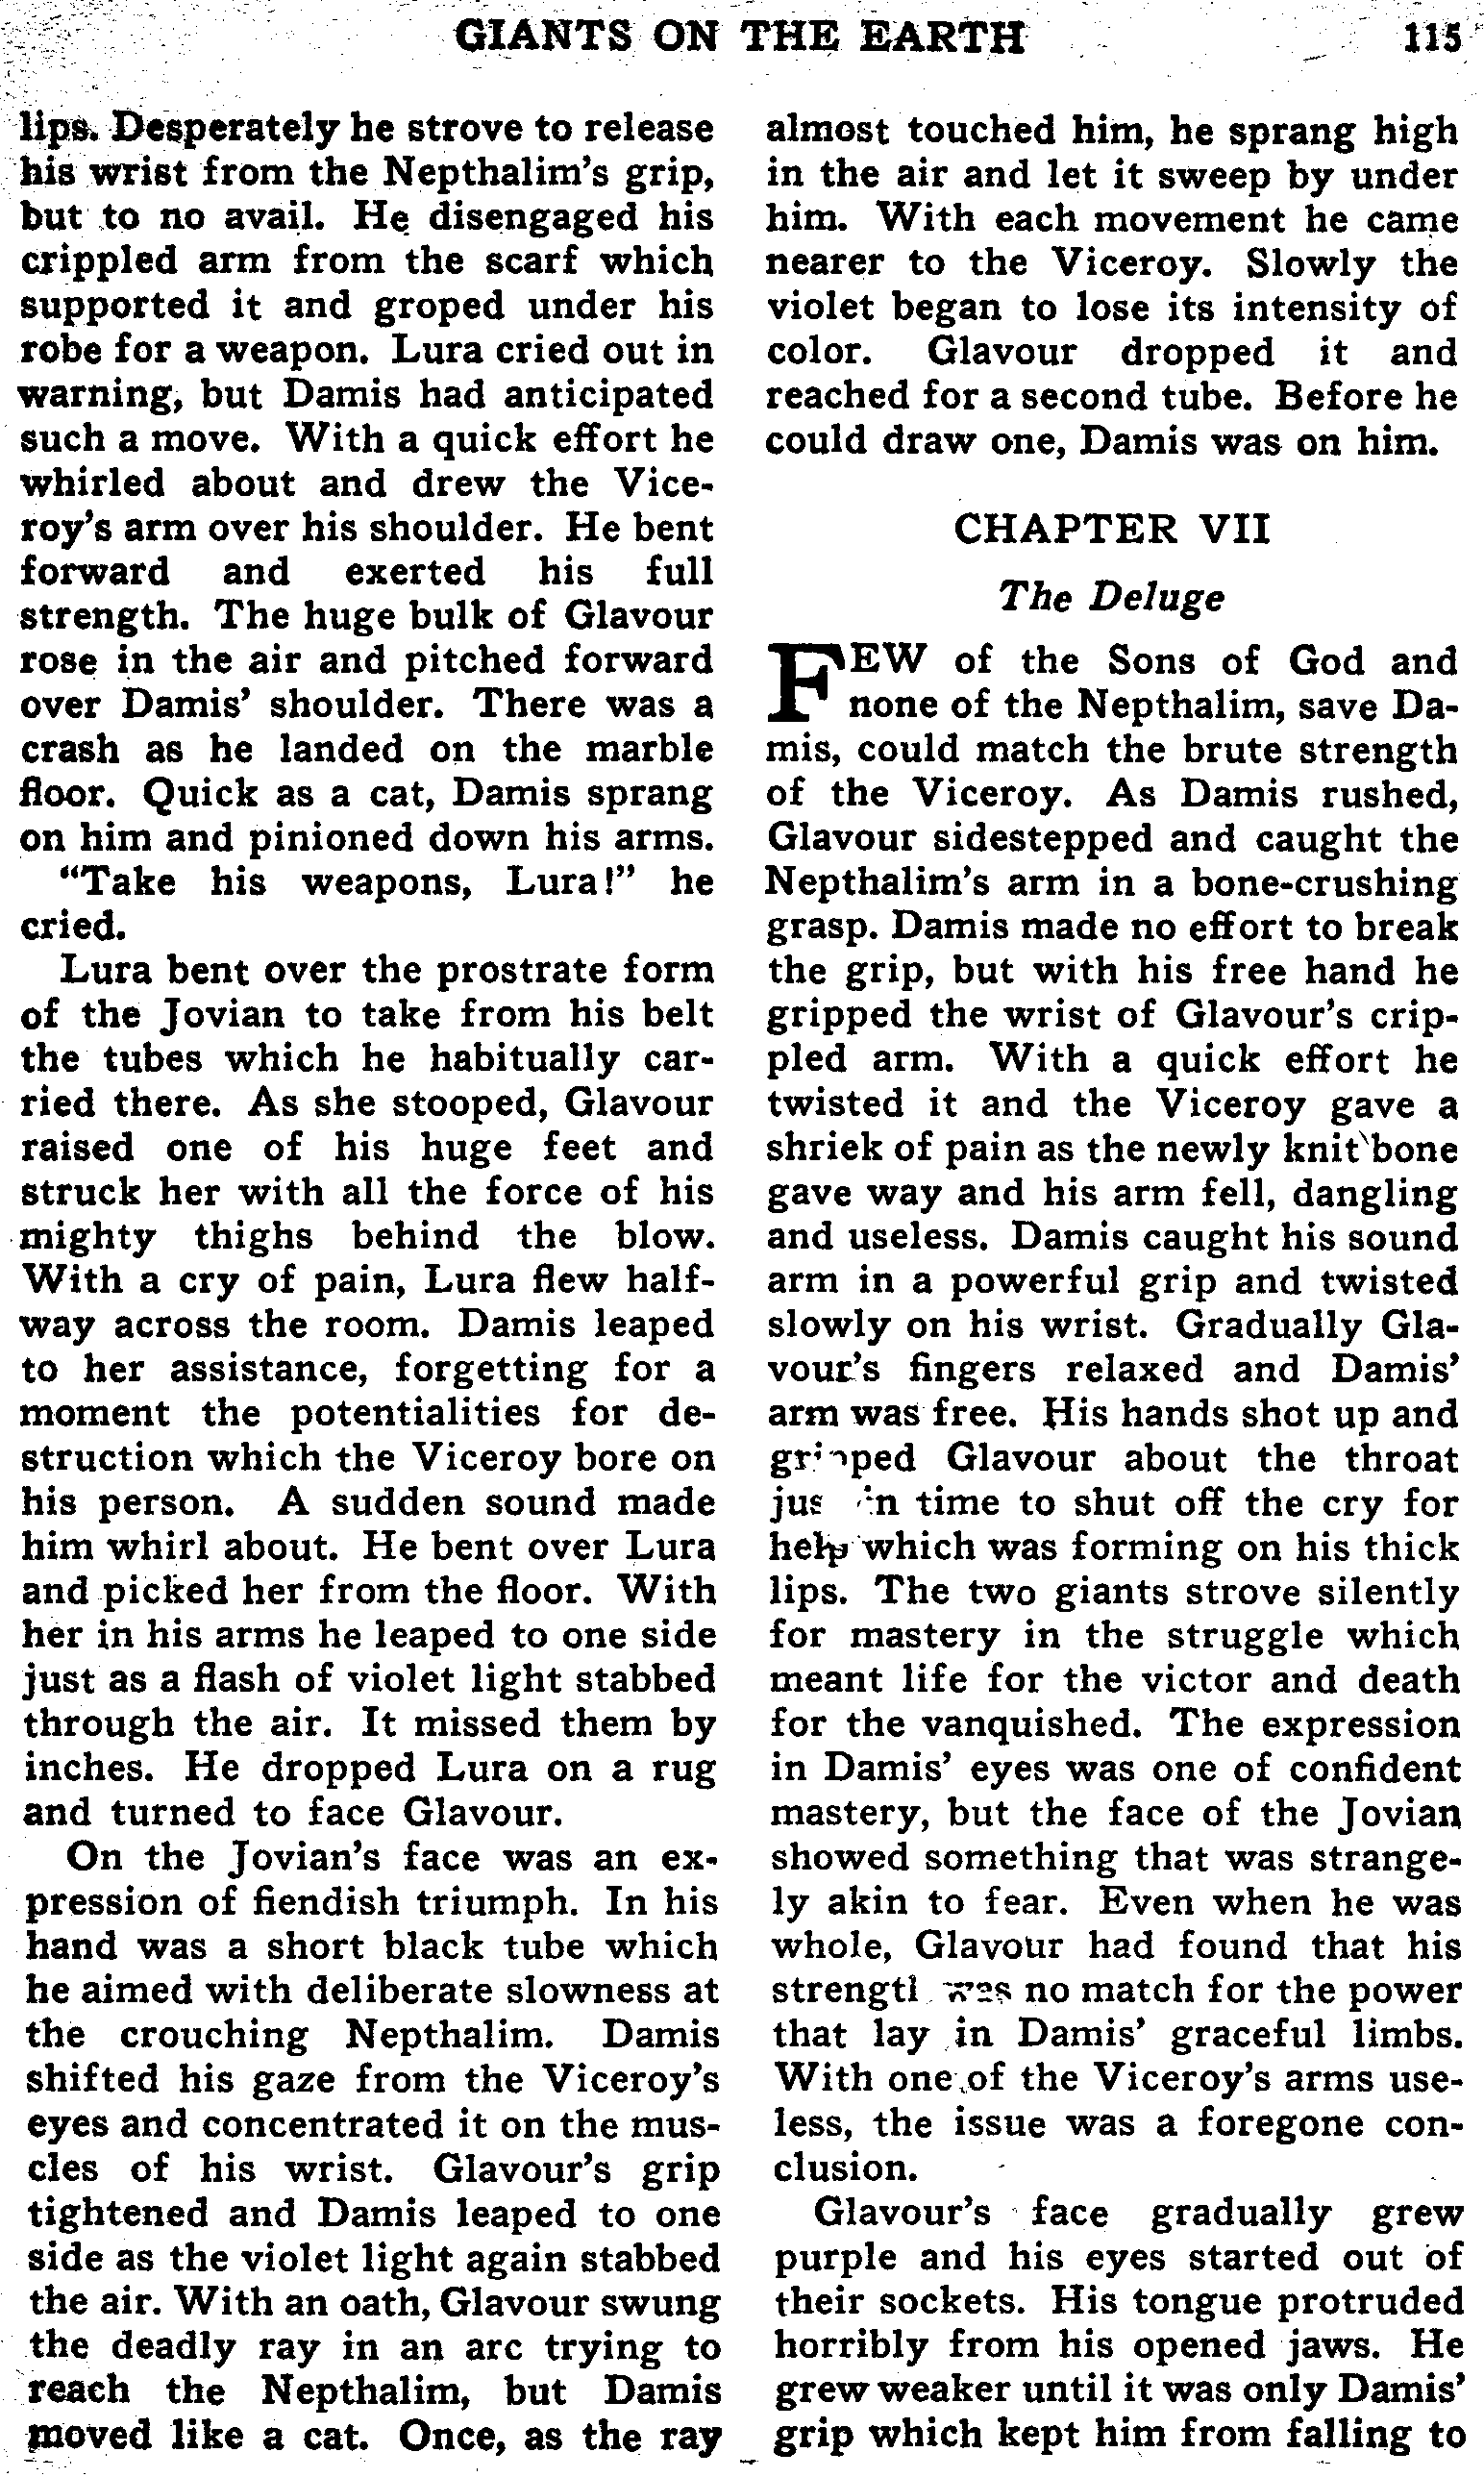 GIANTS ON THE EARTH 115
lips. Desperately he strove to release
his wrist from the Nepthalim's grip,
but to no avail. He disengaged his
crippled arm from the scarf which
supported it and groped under his
robe for a weapon. Lura cried out in
warning, but Damis had anticipated
such a move. With a quick effort he
whirled about and drew the Vice-
roy's arm over his shoulder. He bent
forward and exerted his full
strength. The huge bulk of Glavour
rose in the air and pitched forward
over Damis' shoulder. There was a
crash as he landed on the marble
floor. Quick as a cat, Damis sprang
on him and pinioned down his arms.
"Take his weapons, Lura!" he
cried.
Lura bent over the prostrate form
of the Jovian to take from his belt
the tubes which he habitually car-
ried there. As she stooped, Glavour
raised one of his huge feet and
struck her with all the force of his
mighty thighs behind the blow.
With a cry of pain, Lura flew half-
way across the room. Damis leaped
to her assistance, forgetting for a
moment the potentialities for de-
struction which the Viceroy bore on
his person. A sudden sound made
him whirl about. He bent over Lura
and picked her from the floor. With
her in his arms he leaped to one side
just as a flash of violet light stabbed
through the air. It missed them by
inches. He dropped Lura on a rug
and turned to face Glavour.
On the Jovian's face was an ex-
pression of fiendish triumph. In his
hand was a short black tube which
he aimed with deliberate slowness at
the crouching Nepthalim. Damis
shifted his gaze from the Viceroy's
eyes and concentrated it on the mus-
cles of his wrist. Glavour's grip
tightened and Damis leaped to one
side as the violet light again stabbed
the air. With an oath, Glavour swung
the deadly ray in an arc trying to
reach the Nepthalim, but Damis
moved like a cat. Once, as the ray
almost touched him, he sprang high
in the air and let it sweep by under
him. With each movement he came
nearer to the Viceroy. Slowly the
violet began to lose its intensity of
color. Glavour dropped it and
reached for a second tube. Before he
could draw one, Damis was on him.
CHAPTER VII
The Deluge
FEW of the Sons of God and
none of the Nepthalim, save Da-
mis, could match the brute strength
of the Viceroy. As Damis rushed,
Glavour sidestepped and caught the
Nepthalim's arm in a bone-crushing
grasp. Damis made no effort to break
the grip, but with his free hand he
gripped the wrist of Glavour's crip-
pled arm. With a quick effort he
twisted it and the Viceroy gave a
shriek of pain as the newly knit bone
gave way and his arm fell, dangling
and useless. Damis caught his sound
arm in a powerful grip and twisted
slowly on his wrist. Gradually Gla-
vour's fingers relaxed and Damis'
arm was free. His hands shot up and
gripped Glavour about the throat
just in time to shut off the cry for
help which was forming on his thick
lips. The two giants strove silently
for mastery in the struggle which
meant life for the victor and death
for the vanquished. The expression
in Damis' eyes was one of confident
mastery, but the face of the Jovian
showed something that was strange-
ly akin to fear. Even when he was
whole, Glavour had found that his
strength was no match for the power
that lay in Damis' graceful limbs.
With one of the Viceroy's arms use-
less, the issue was a foregone con-
clusion.
Glavour's face gradually grew
purple and his eyes started out of
their sockets. His tongue protruded
horribly from his opened jaws. He
grew weaker until it was only Damis'
grip which kept him from falling to